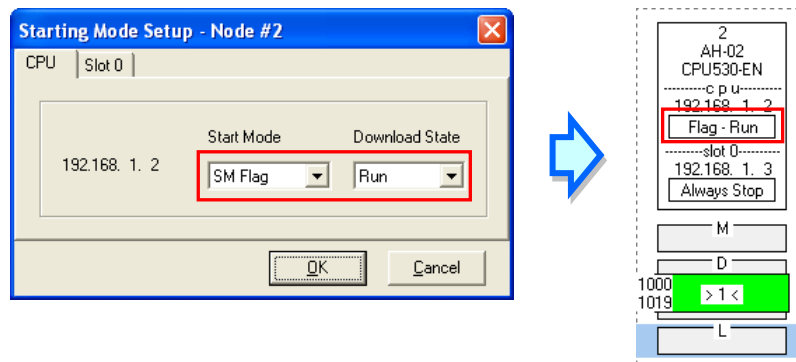 Starting Mode Setup - Node #2
CPU
Slot 0
Start Mode
Download State
192.168. 1. 2
SM Flag
Run
OK
Cancel
2
AH-02
CPU530-EN
---------c p u---------
192.168. 1. 2
Flag - Run
--------slot 0---------
192.168. 1. 3
Always Stop
M
D
1000
1019
> 1 <
L